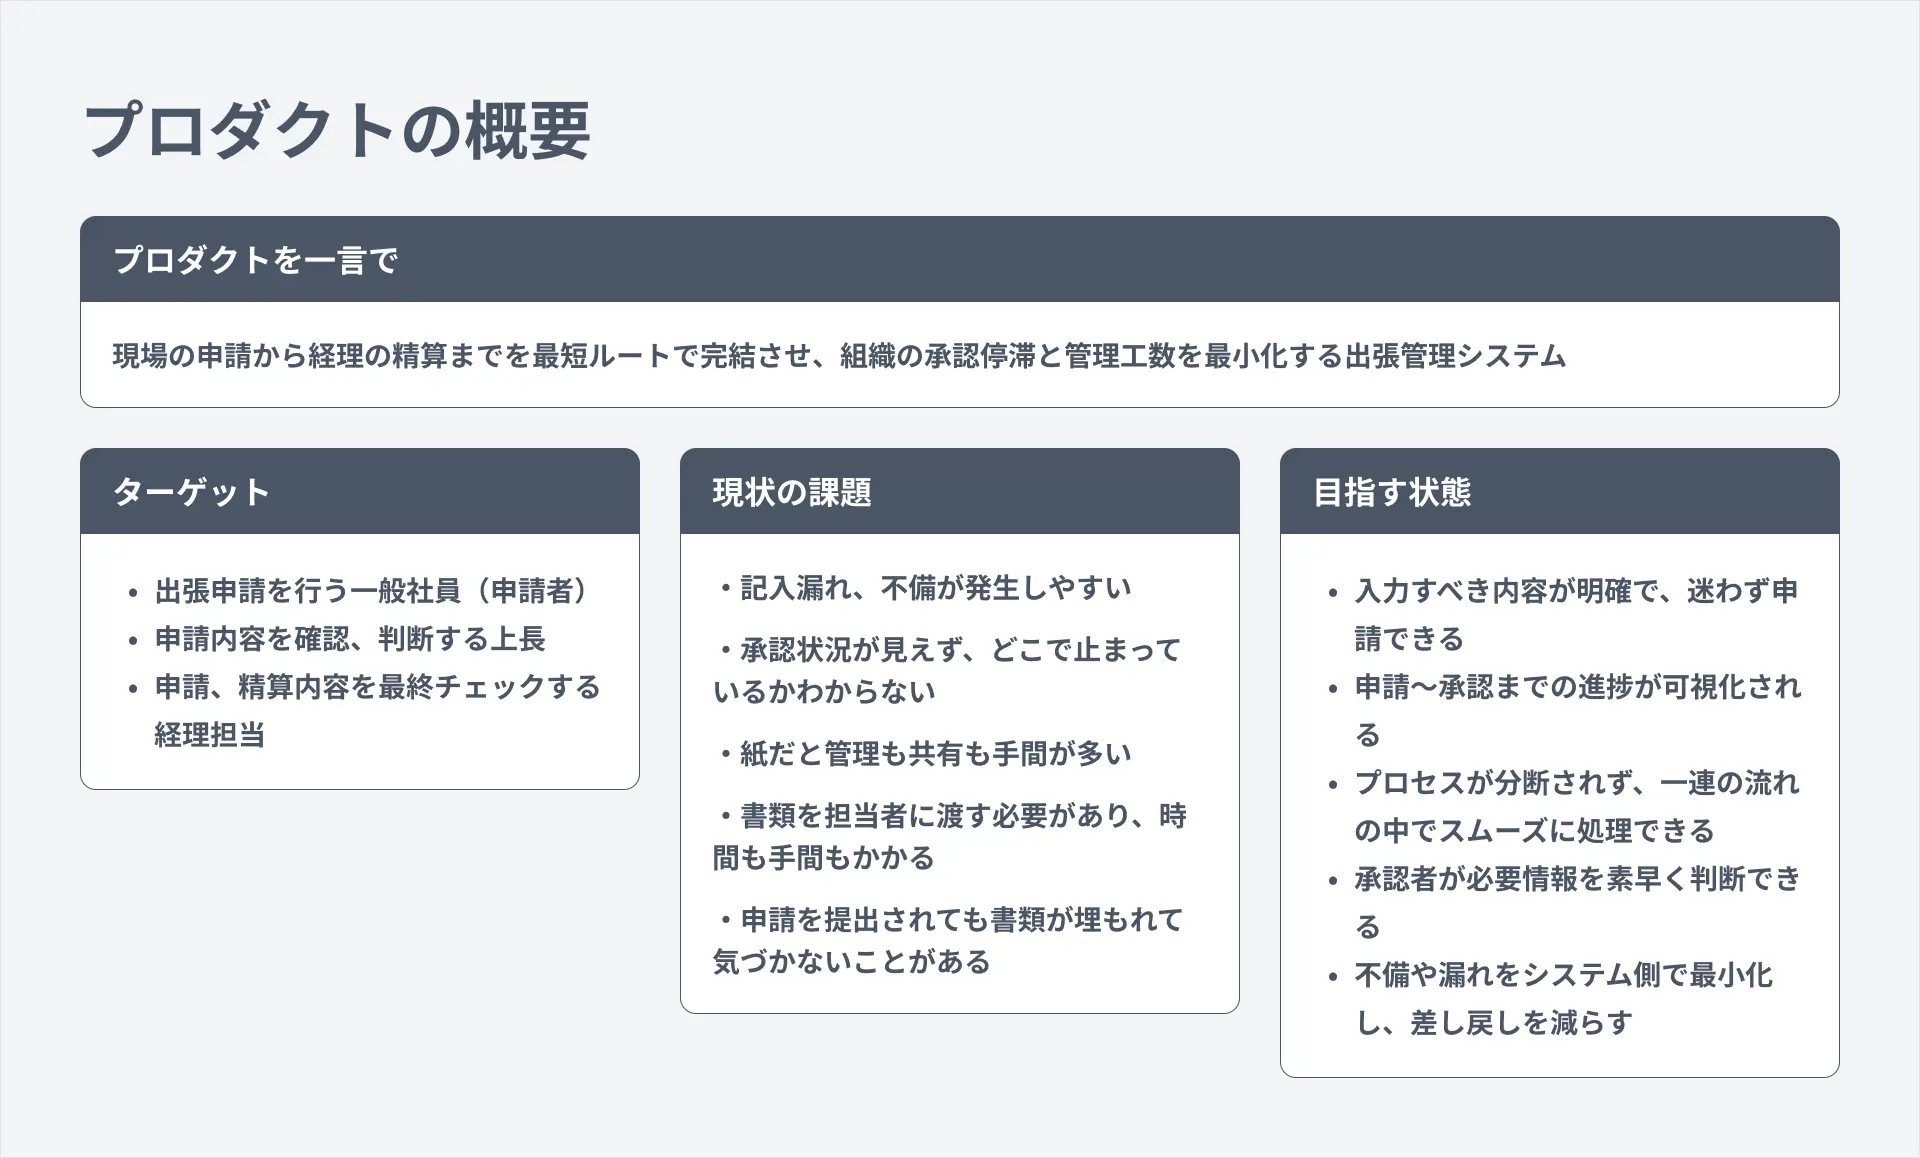 プロダクトの概要
プロダクトを一言で
現場の申請から経理の精算までを最短ルートで完結させ、組織の承認停滞と管理工数を最小化する出張管理システム
ターゲット
• 出張申請を行う一般社員（申請者）
• 申請内容を確認、判断する上長
• 申請、精算内容を最終チェックする
経理担当
現状の課題
・記入漏れ、不備が発生しやすい
・承認状況が見えず、どこで止まって
いるかわからない
・紙だと管理も共有も手間が多い
・書類を担当者に渡す必要があり、時
間も手間もかかる
・申請を提出されても書類が埋もれて
気づかないことがある
目指す状態
• 入力すべき内容が明確で、迷わず申
請できる
• 申請〜承認までの進捗が可視化され
る
• プロセスが分断されず、一連の流れ
の中でスムーズに処理できる
• 承認者が必要情報を素早く判断でき
る
• 不備や漏れをシステム側で最小化
し、差し戻しを減らす